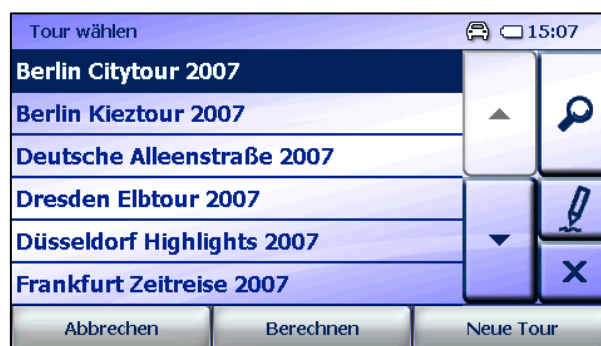 Tour wählen 15:07
Berlin Citytour 2007
Berlin Kieztour 2007
Deutsche Alleenstraße 2007
Dresden Elbtour 2007
Düsseldorf Highlights 2007
Frankfurt Zeitreise 2007
Abbrechen Berechnen Neue Tour